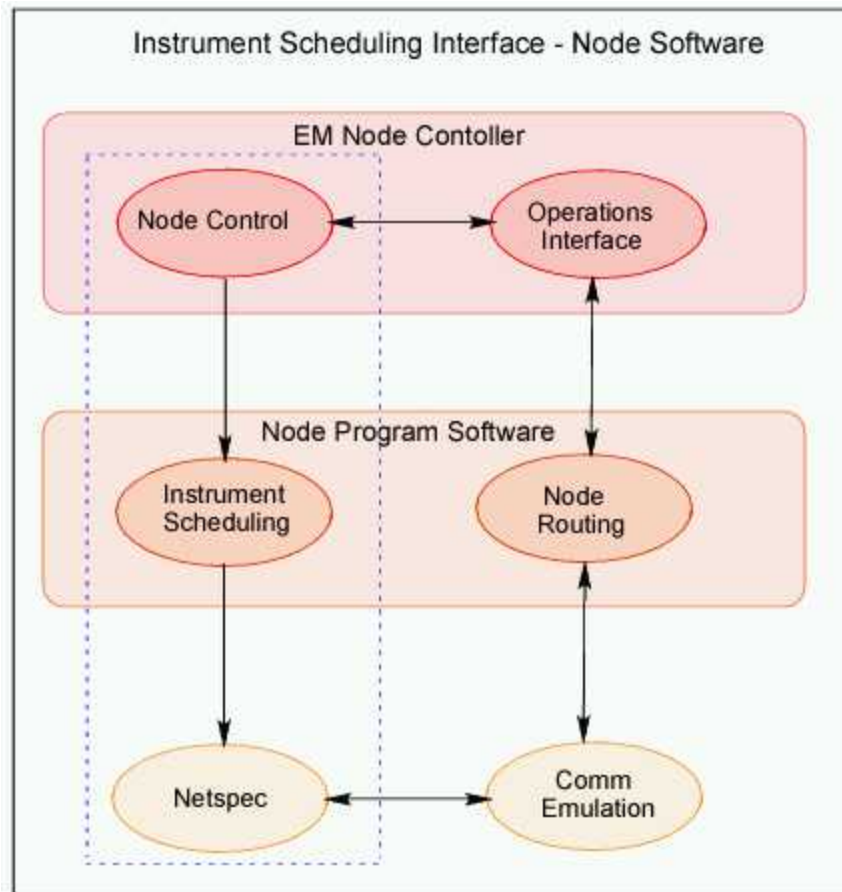 Instrument Scheduling Interface - Node Software
EM Node Contoller
Node Control
Operations
Interface
Node Program Software
Instrument
Scheduling
Node
Routing
Netspec
Comm
Emulation